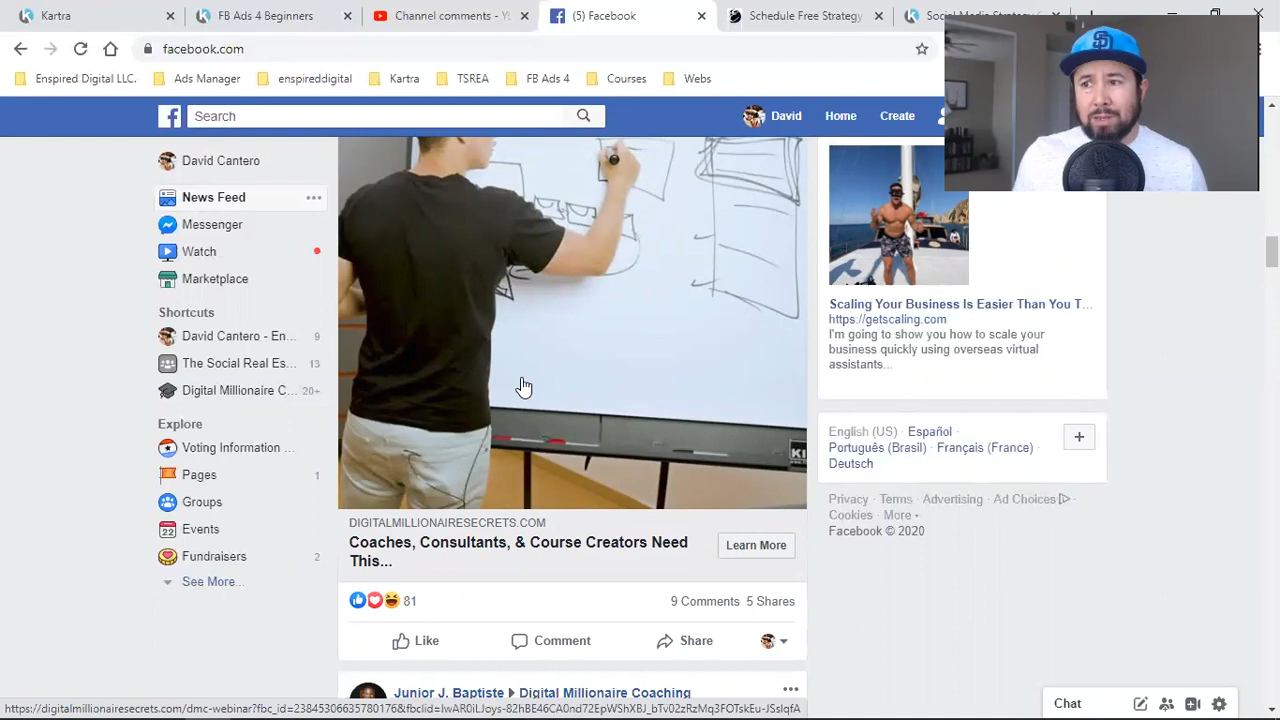 Kartra
FB Ads 4 Beginners
Channel comments - Y
(5) Facebook
Schedule Free Strategy
facebook.com
Enspired Digital LLC.
Ads Manager
enspireddigital
Kartra
TSREA
FB Ads 4
Courses
Webs
Search
David
Home
Create
David Cantero
News Feed
Messenger
Watch
Marketplace
Shortcuts
David Cantero - En... 9
The Social Real Es... 13
Digital Millionaire C... 20+
Explore
Voting Information ...
Pages 1
Groups
22 Events
Fundraisers 2
See More...
DIGITALMILLIONAIRESECRETS.COM
Coaches, Consultants, & Course Creators Need
This...
Learn More
81
9 Comments 5 Shares
Like
Comment
Share
Junior J. Baptiste ▸ Digital Millionaire Coaching
Scaling Your Business Is Easier Than You T...
https://getscaling.com
I'm going to show you how to scale your
business quickly using overseas virtual
assistants...
English (US) · Español ·
Português (Brasil) · Français (France) ·
Deutsch
Privacy · Terms · Advertising · Ad Choices ·
Cookies · More
Facebook © 2020
Chat